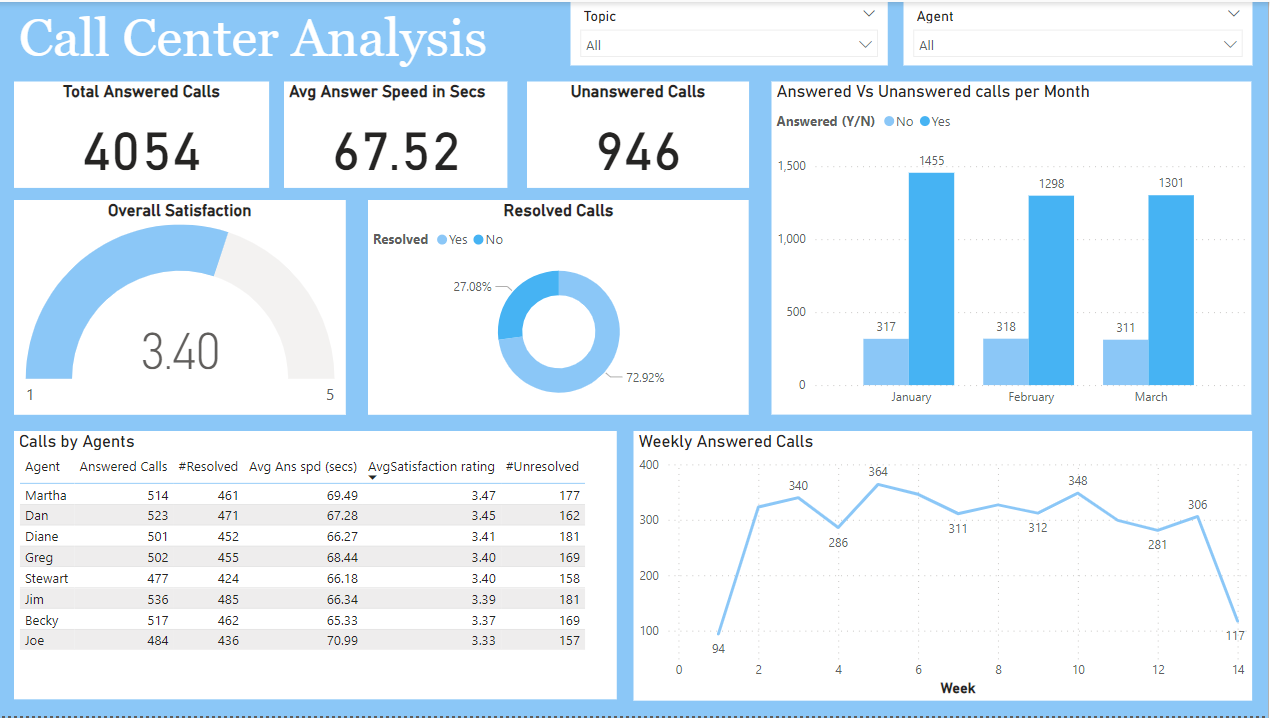 Call Center Analysis
Topic
All
Agent
All
Total Answered Calls
4054
Avg Answer Speed in Secs
67.52
Unanswered Calls
946
Answered Vs Unanswered calls per Month
Answered (Y/N) No Yes
1,500
1,000
500
0
1455
1298
1301
317
318
311
January February March
Overall Satisfaction
3.40
1 5
Resolved Calls
Resolved Yes No
27.08%
72.92%
Calls by Agents
Agent Answered Calls #Resolved Avg Ans spd (secs) AvgSatisfaction rating #Unresolved
Martha 514 461 69.49 3.47 177
Dan 523 471 67.28 3.45 162
Diane 501 452 66.27 3.41 181
Greg 502 455 68.44 3.40 169
Stewart 477 424 66.18 3.40 158
Jim 536 485 66.34 3.39 181
Becky 517 462 65.33 3.37 169
Joe 484 436 70.99 3.33 157
Weekly Answered Calls
400
300
200
100
94
340
286
364
311
312
348
281
306
117
0 2 4 6 8 10 12 14
Week